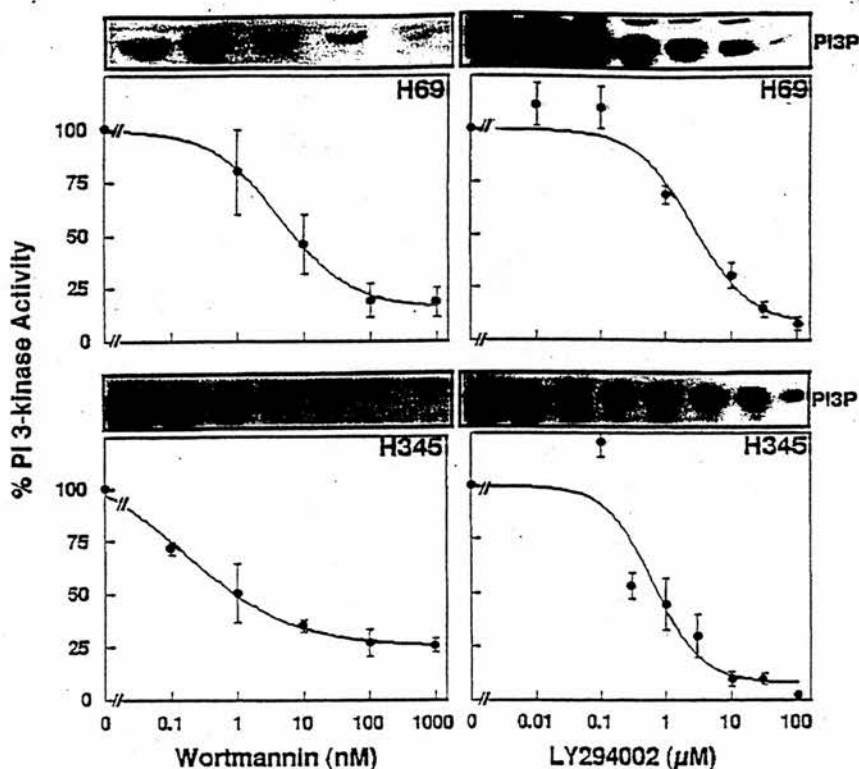 PI3P
H69
H69
100
75
50
25
0
% PI 3-kinase Activity
PI3P
H345
H345
100
75
50
25
0
0 0.1 1 10 100 1000
0 0.01 0.1 1 10 100
Wortmannin (nM)
LY294002 (µM)